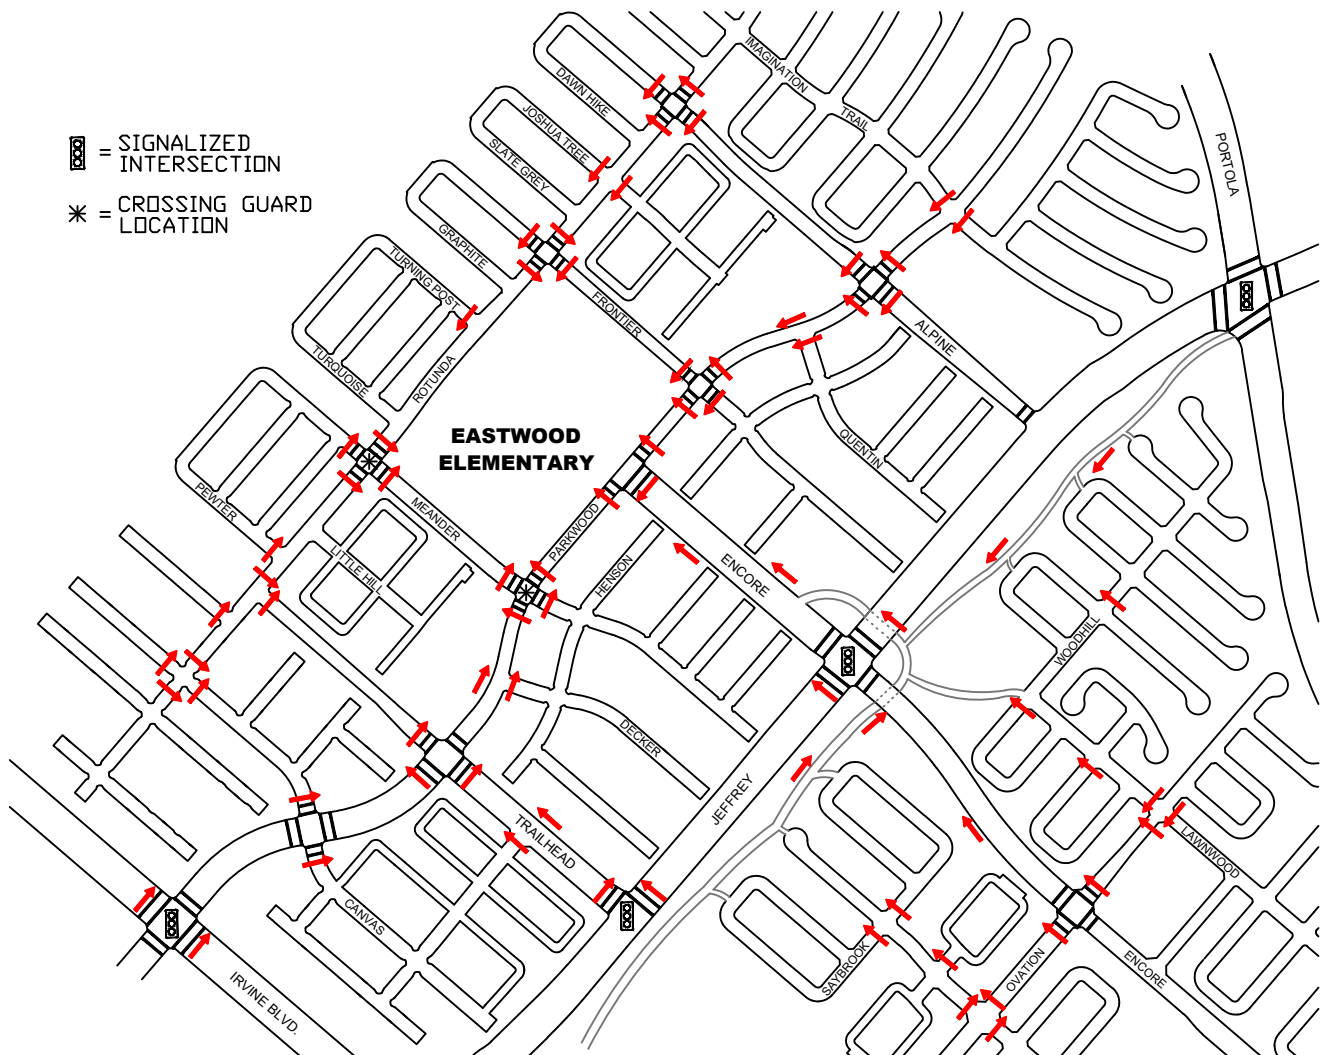 IMAGINATION
TRAIL
DAWN HIKE
JOSHUA TREE
SLATE GREY
= SIGNALIZED
INTERSECTION
= CROSSING GUARD
LOCATION
PORTOLA
GRAPHITE
TURNING POST
FRONTIER
ALPINE
TURQUOISE
ROTUNDA
EASTWOOD
ELEMENTARY
QUENTIN
PEWTER
MEANDER
PARKWOOD
LITTLE HILL
HENSON
ENCORE
WOODHILL
DECKER
JEFFREY
TRAILHEAD
LAWNWOOD
CANVAS
SAYBROOK
OVATION
ENCORE
IRVINE BLVD.